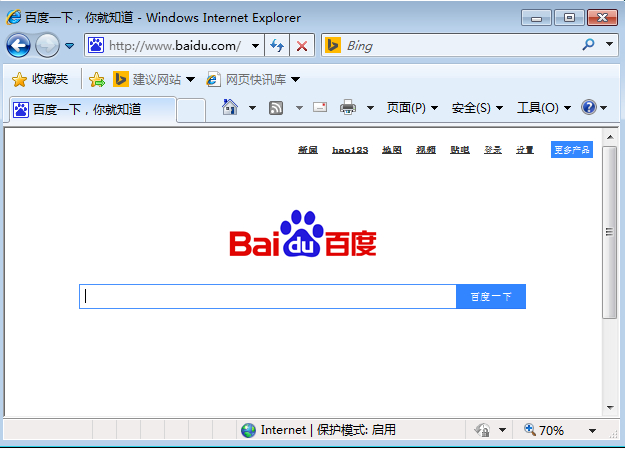 百度一下，你就知道 - Windows Internet Explorer
http://www.baidu.com/ Bing
收藏夹 建议网站 网页快讯库
百度一下，你就知道 页面(P) 安全(S) 工具(O)
新闻 hao123 地图 视频 贴吧 登录 设置 更多产品
Bai du 百度
百度一下
Internet | 保护模式: 启用 70%